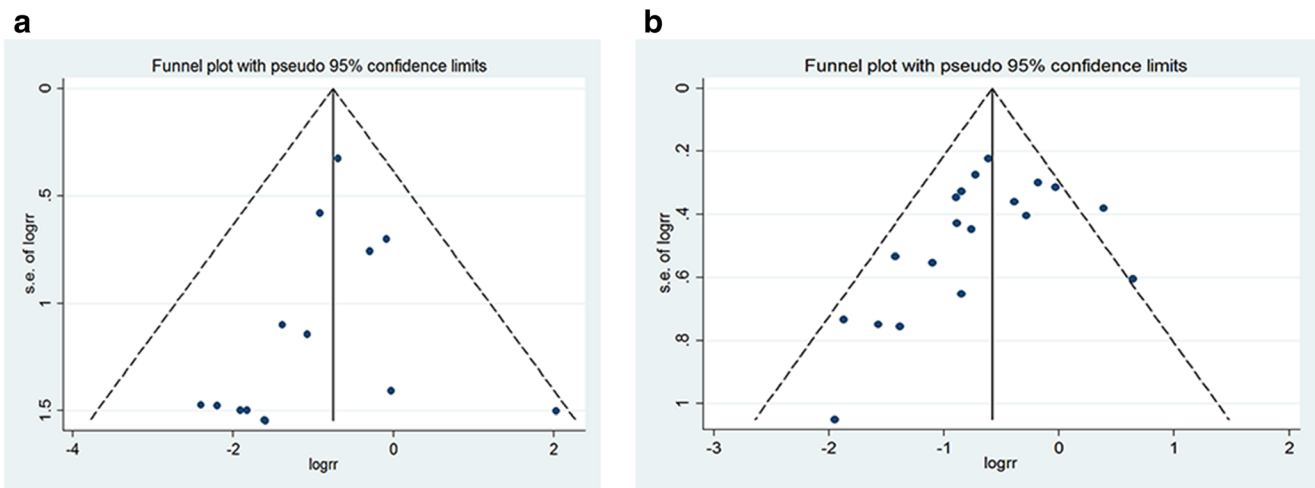 a
Funnel plot with pseudo 95% confidence limits
s.e. of logrr
0
.5
1
1.5
-4
-2
0
2
logrr
b
Funnel plot with pseudo 95% confidence limits
s.e. of logrr
0
.2
.4
.6
.8
1
-3
-2
-1
0
1
2
logrr